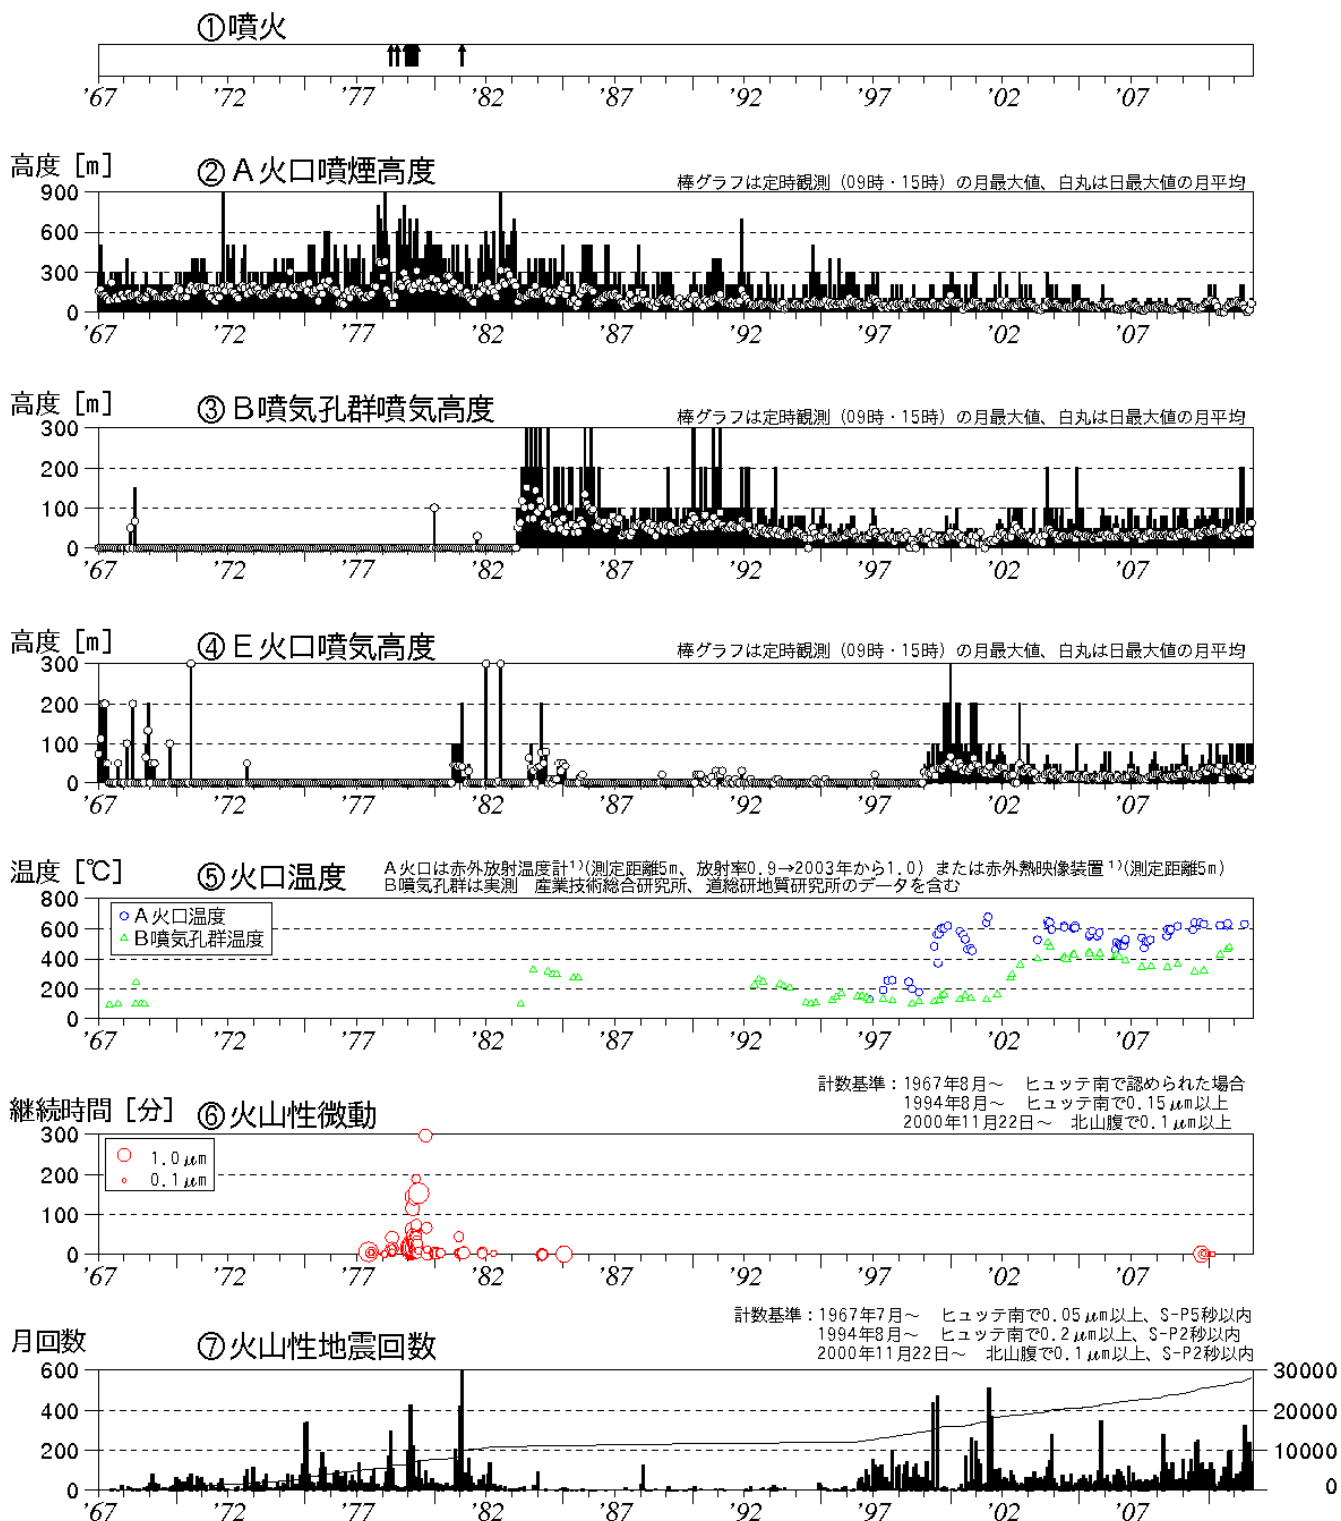 ①噴火
'67 '72 '77 '82 '87 '92 '97 '02 '07
高度 [m] ②A火口噴煙高度 棒グラフは定時観測 (09時・15時) の月最大値、白丸は日最大値の月平均
900
600
300
0
'67 '72 '77 '82 '87 '92 '97 '02 '07
高度 [m] ③B噴気孔群噴気高度 棒グラフは定時観測 (09時・15時) の月最大値、白丸は日最大値の月平均
300
200
100
0
'67 '72 '77 '82 '87 '92 '97 '02 '07
高度 [m] ④E火口噴気高度 棒グラフは定時観測 (09時・15時) の月最大値、白丸は日最大値の月平均
300
200
100
0
'67 '72 '77 '82 '87 '92 '97 '02 '07
温度 [℃] ⑤火口温度 A火口は赤外放射温度計¹⁾(測定距離5m、放射率0.9→2003年から1.0) または赤外熱映像装置¹⁾(測定距離5m)
B噴気孔群は実測 産業技術総合研究所、道総研地質研究所のデータを含む
800
A火口温度
600
B噴気孔群温度
400
200
0
'67 '72 '77 '82 '87 '92 '97 '02 '07
計数基準：1967年8月～ ヒュッテ南で認められた場合
1994年8月～ ヒュッテ南で0.15μm以上
2000年11月22日～ 北山腹で0.1μm以上
継続時間 [分] ⑥火山性微動
300
1.0μm
200
0.1μm
100
0
'67 '72 '77 '82 '87 '92 '97 '02 '07
計数基準：1967年7月～ ヒュッテ南で0.05μm以上、S-P5秒以内
1994年8月～ ヒュッテ南で0.2μm以上、S-P2秒以内
2000年11月22日～ 北山腹で0.1μm以上、S-P2秒以内
月回数 ⑦火山性地震回数
600 30000
400 20000
200 10000
0 0
'67 '72 '77 '82 '87 '92 '97 '02 '07